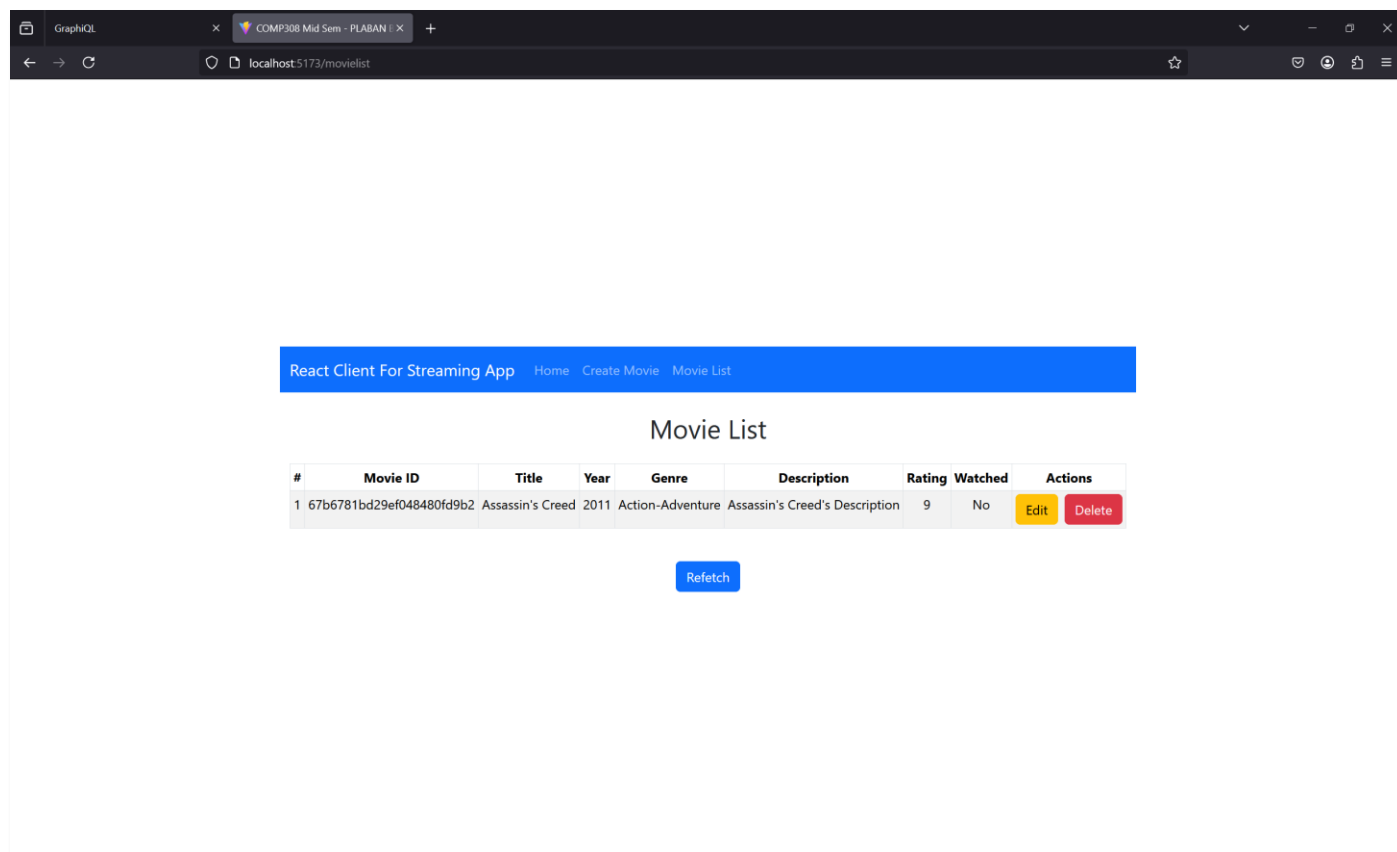 GraphiQL
COMP308 Mid Sem - PLABAN
localhost:5173/movielist
React Client For Streaming App Home Create Movie Movie List
Movie List
# Movie ID Title Year Genre Description Rating Watched Actions
1 67b6781bd29ef048480fd9b2 Assassin's Creed 2011 Action-Adventure Assassin's Creed's Description 9 No Edit Delete
Refetch